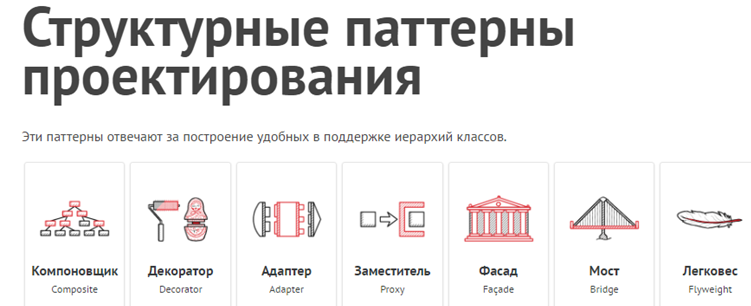 Структурные паттерны
проектирования
Эти паттерны отвечают за построение удобных в поддержке иерархий классов.
Компоновщик Декоратор Адаптер Заместитель Фасад Мост Легковес
Composite Decorator Adapter Proxy Façade Bridge Flyweight